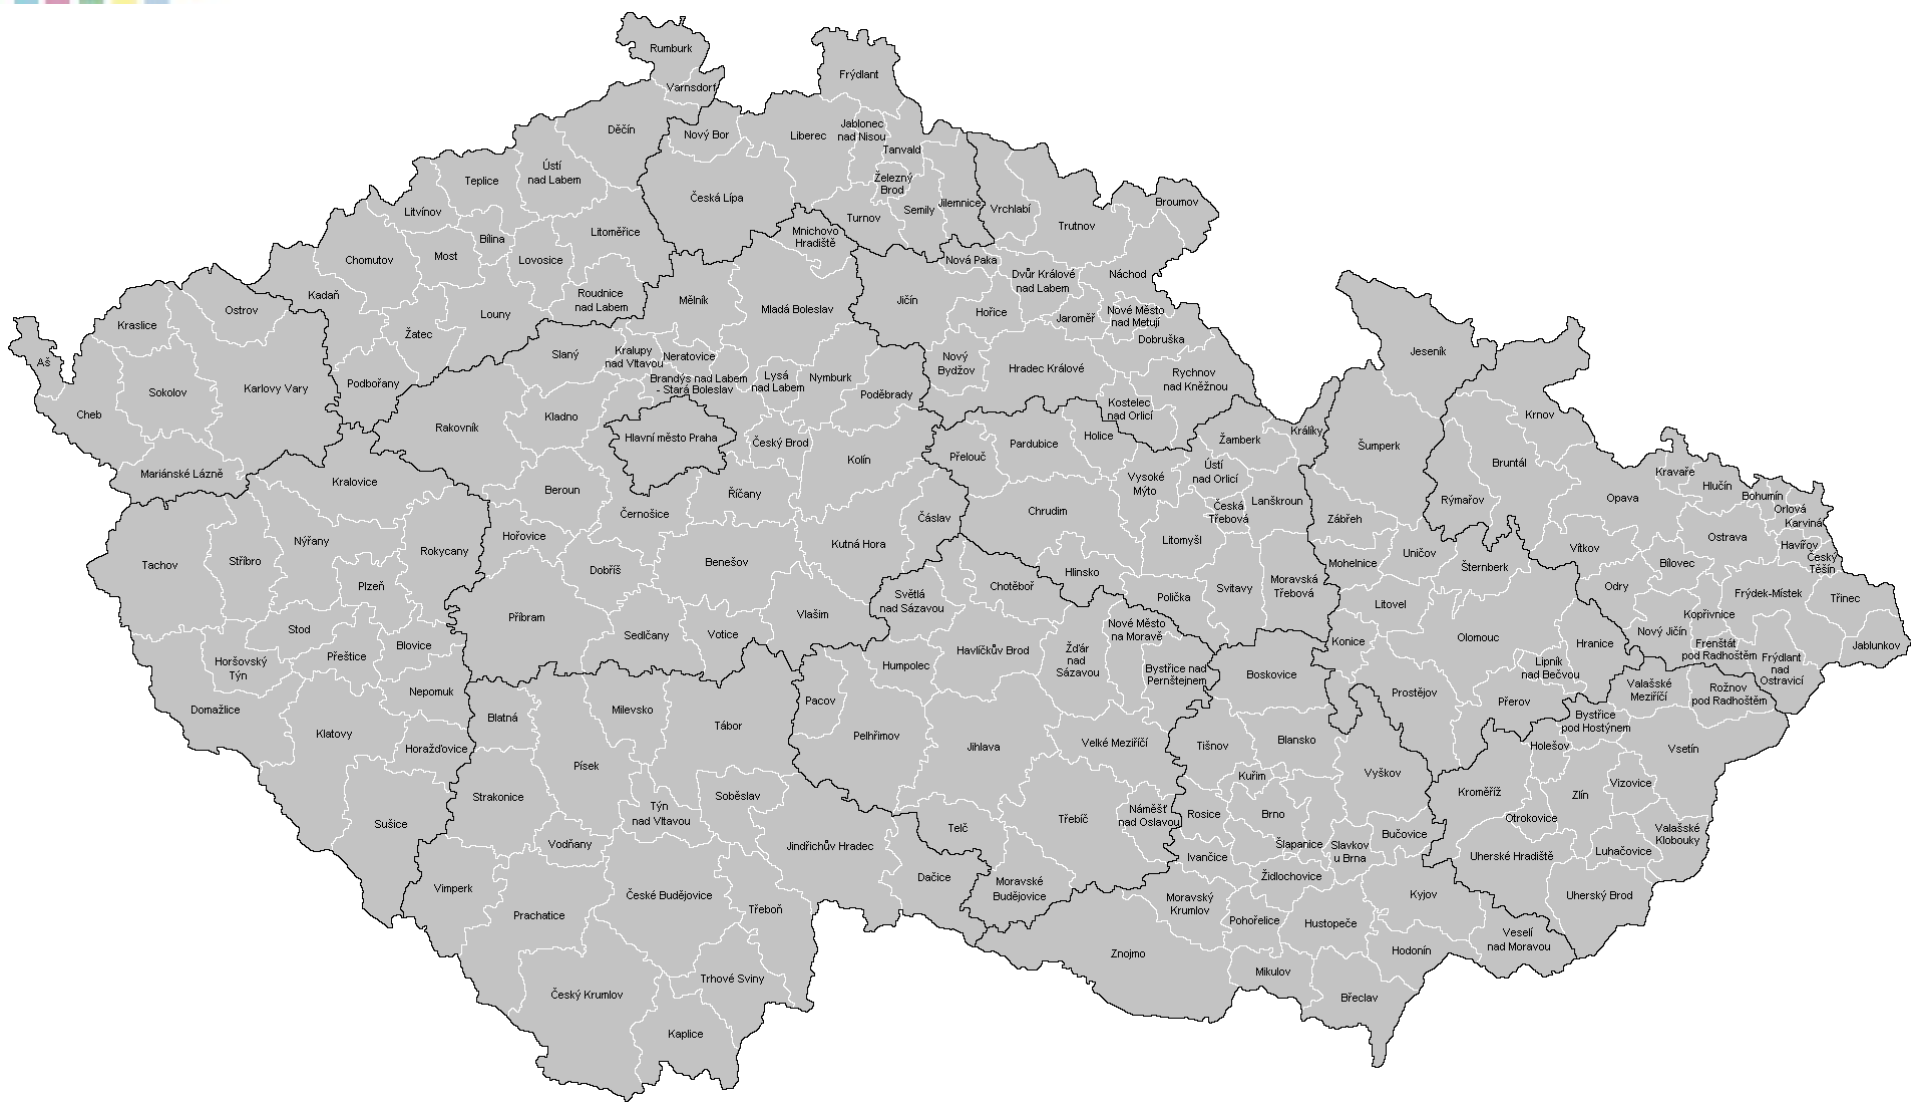 Rumburk
Varnsdorf
Frýdlant
Děčín
Nový Bor
Liberec
Jablonec
nad Nisou
Tanvald
Ústí
nad Labem
Teplice
Železný
Brod
Česká Lípa
Litvínov
Turnov
Semily
Jilemnice
Vrchlabí
Broumov
Trutnov
Bílina
Litoměřice
Mnichovo
Hradiště
Chomutov
Most
Lovosice
Nová Paka
Dvůr Králové
nad Labem
Náchod
Kadaň
Roudnice
nad Labem
Mělník
Mladá Boleslav
Jičín
Hořice
Jaroměř
Nové Město
nad Metují
Ostrov
Kraslice
Louny
Žatec
Dobruška
Aš
Slaný
Kralupy
nad Vltavou
Neratovice
Brandýs nad Labem
- Stará Boleslav
Lysá
nad Labem
Nymburk
Poděbrady
Nový
Bydžov
Hradec Králové
Rychnov
nad Kněžnou
Jeseník
Podbořany
Sokolov
Karlovy Vary
Cheb
Kostelec
nad Orlicí
Krnov
Kladno
Rakovník
Hlavní město Praha
Český Brod
Kolín
Přelouč
Pardubice
Holice
Žamberk
Králíky
Šumperk
Bruntál
Mariánské Lázně
Kralovice
Beroun
Říčany
Černošice
Vysoké
Mýto
Ústí
nad Orlicí
Česká
Třebová
Lanškroun
Rýmařov
Opava
Kravaře
Hlučín
Bohumín
Orlová
Karviná
Chrudim
Čáslav
Zábřeh
Ostrava
Havířov
Český
Těšín
Tachov
Stříbro
Nýřany
Rokycany
Hořovice
Kutná Hora
Litomyšl
Vítkov
Bílovec
Plzeň
Dobříš
Benešov
Hlinsko
Chotěboř
Mohelnice
Uničov
Šternberk
Svitavy
Moravská
Třebová
Polička
Světlá
nad Sázavou
Odry
Frýdek-Místek
Třinec
Příbram
Vlašim
Litovel
Kopřivnice
Stod
Blovice
Sedlčany
Votice
Nové Město
na Moravě
Nový Jičín
Olomouc
Hranice
Konice
Jablunkov
Přeštice
Horšovský
Týn
Havlíčkův Brod
Humpolec
Žďár
nad
Sázavou
Bystřice nad
Pernštejnem
Boskovice
Lipník
nad Bečvou
Frenštát
pod Radhoštěm
Frýdlant
nad
Ostravicí
Nepomuk
Domažlice
Pacov
Prostějov
Přerov
Valašské
Meziříčí
Rožnov
pod Radhoštěm
Blatná
Milevsko
Tábor
Klatovy
Horažďovice
Pelhřimov
Jihlava
Velké Meziříčí
Tišnov
Blansko
Bystřice
pod Hostýnem
Holešov
Vsetín
Písek
Kuřim
Vyškov
Strakonice
Soběslav
Týn
nad Vltavou
Kroměříž
Zlín
Vizovice
Sušice
Telč
Třebíč
Náměšť
nad Oslavou
Rosice
Brno
Otrokovice
Vodňany
Jindřichův Hradec
Šlapanice
Slavkov
u Brna
Bučovice
Valašské
Klobouky
Ivančice
Uherské Hradiště
Luhačovice
Vimperk
České Budějovice
Dačice
Moravské
Budějovice
Židlochovice
Moravský
Krumlov
Kyjov
Uherský Brod
Prachatice
Třeboň
Pohořelice
Hustopeče
Veselí
nad Moravou
Znojmo
Hodonín
Mikulov
Trhové Sviny
Český Krumlov
Břeclav
Kaplice